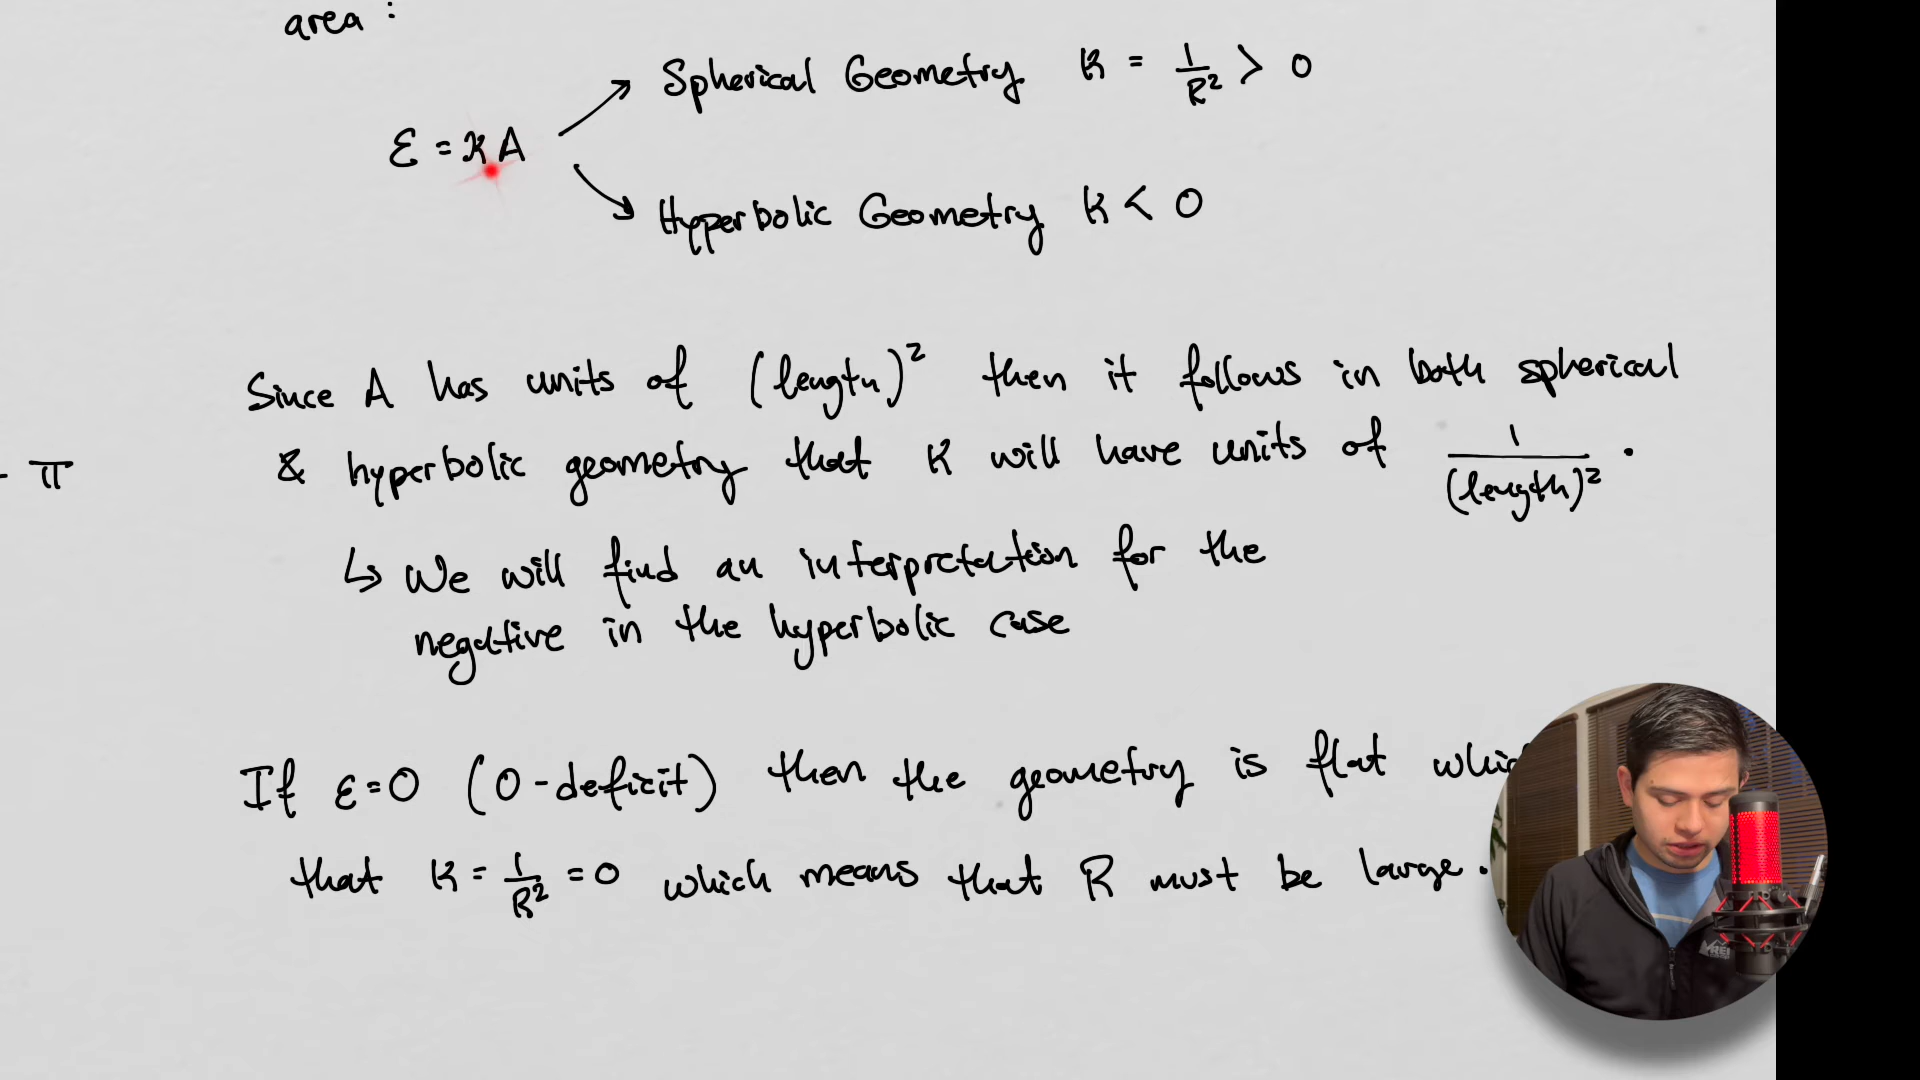 area :
Spherical Geometry K = 1/R² > 0
ε = KA
Hyperbolic Geometry K < 0
Since A has units of (length)² then it follows in both spherical
- π
& hyperbolic geometry that K will have units of 1/(length)² .
↳ We will find an interpretation for the
negative in the hyperbolic case
If ε=0 (0-deficit) then the geometry is flat
that K = 1/R² = 0 which means that R must be large.